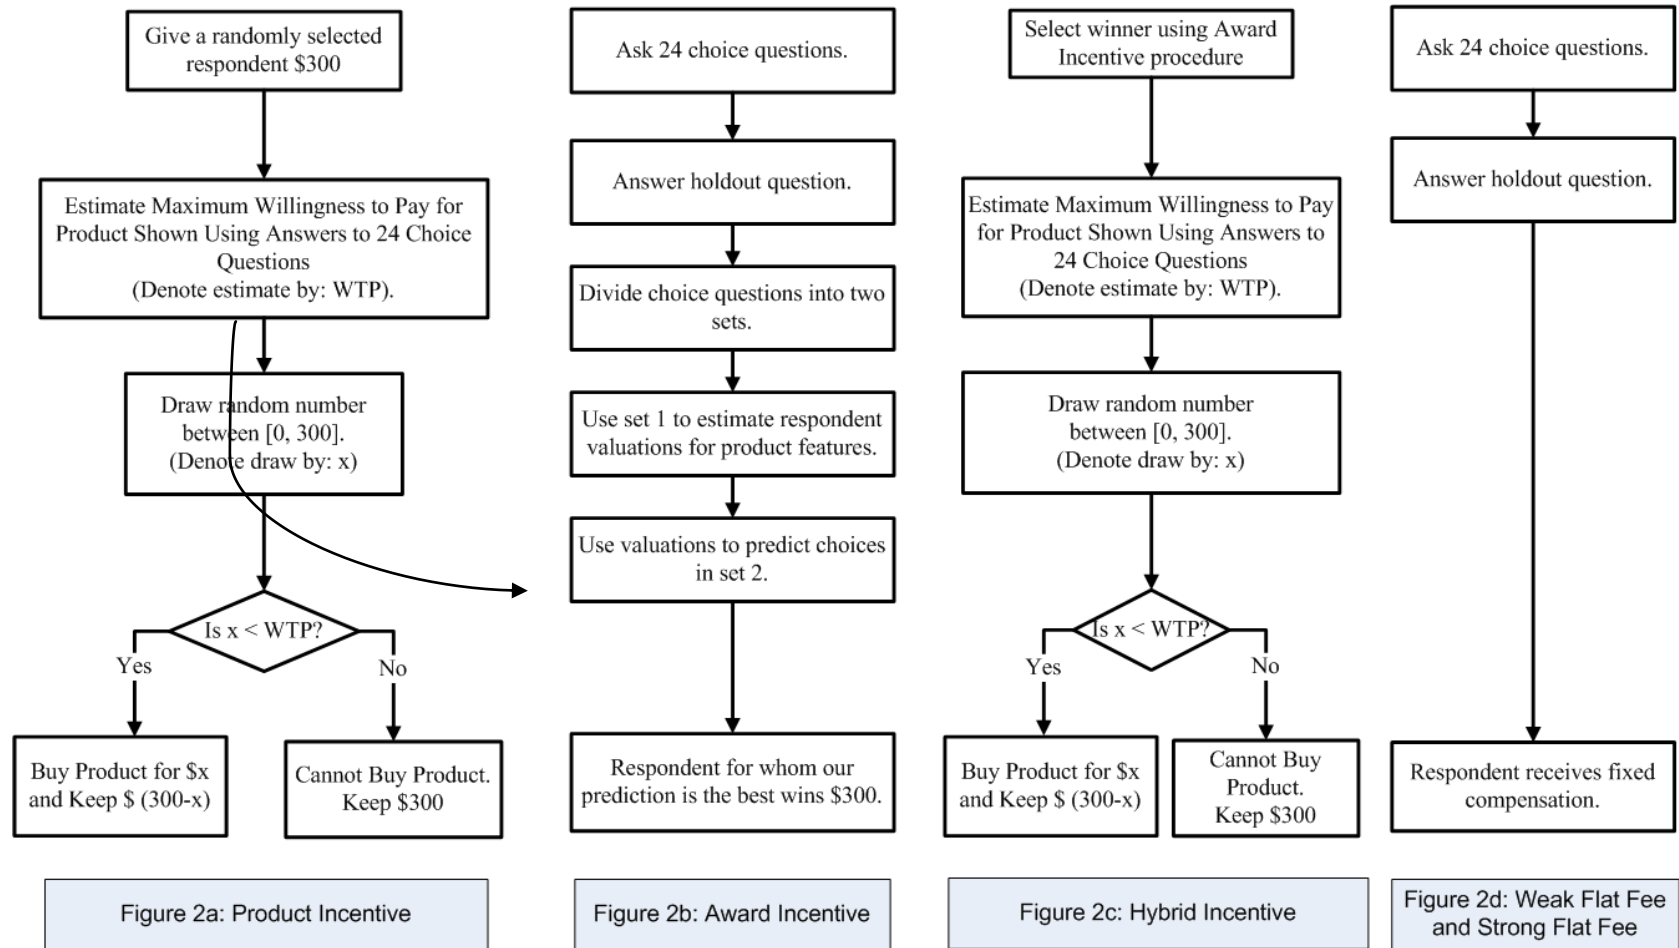 Give a randomly selected
respondent $300
Estimate Maximum Willingness to Pay for
Product Shown Using Answers to 24 Choice
Questions
(Denote estimate by: WTP).
Draw random number
between [0, 300].
(Denote draw by: x)
Is x < WTP?
Yes
No
Buy Product for $x
and Keep $ (300-x)
Cannot Buy Product.
Keep $300
Figure 2a: Product Incentive
Ask 24 choice questions.
Answer holdout question.
Divide choice questions into two
sets.
Use set 1 to estimate respondent
valuations for product features.
Use valuations to predict choices
in set 2.
Respondent for whom our
prediction is the best wins $300.
Figure 2b: Award Incentive
Select winner using Award
Incentive procedure
Estimate Maximum Willingness to Pay
for Product Shown Using Answers to
24 Choice Questions
(Denote estimate by: WTP).
Draw random number
between [0, 300].
(Denote draw by: x)
Is x < WTP?
Yes
No
Buy Product for $x
and Keep $ (300-x)
Cannot Buy
Product.
Keep $300
Figure 2c: Hybrid Incentive
Ask 24 choice questions.
Answer holdout question.
Respondent receives fixed
compensation.
Figure 2d: Weak Flat Fee
and Strong Flat Fee